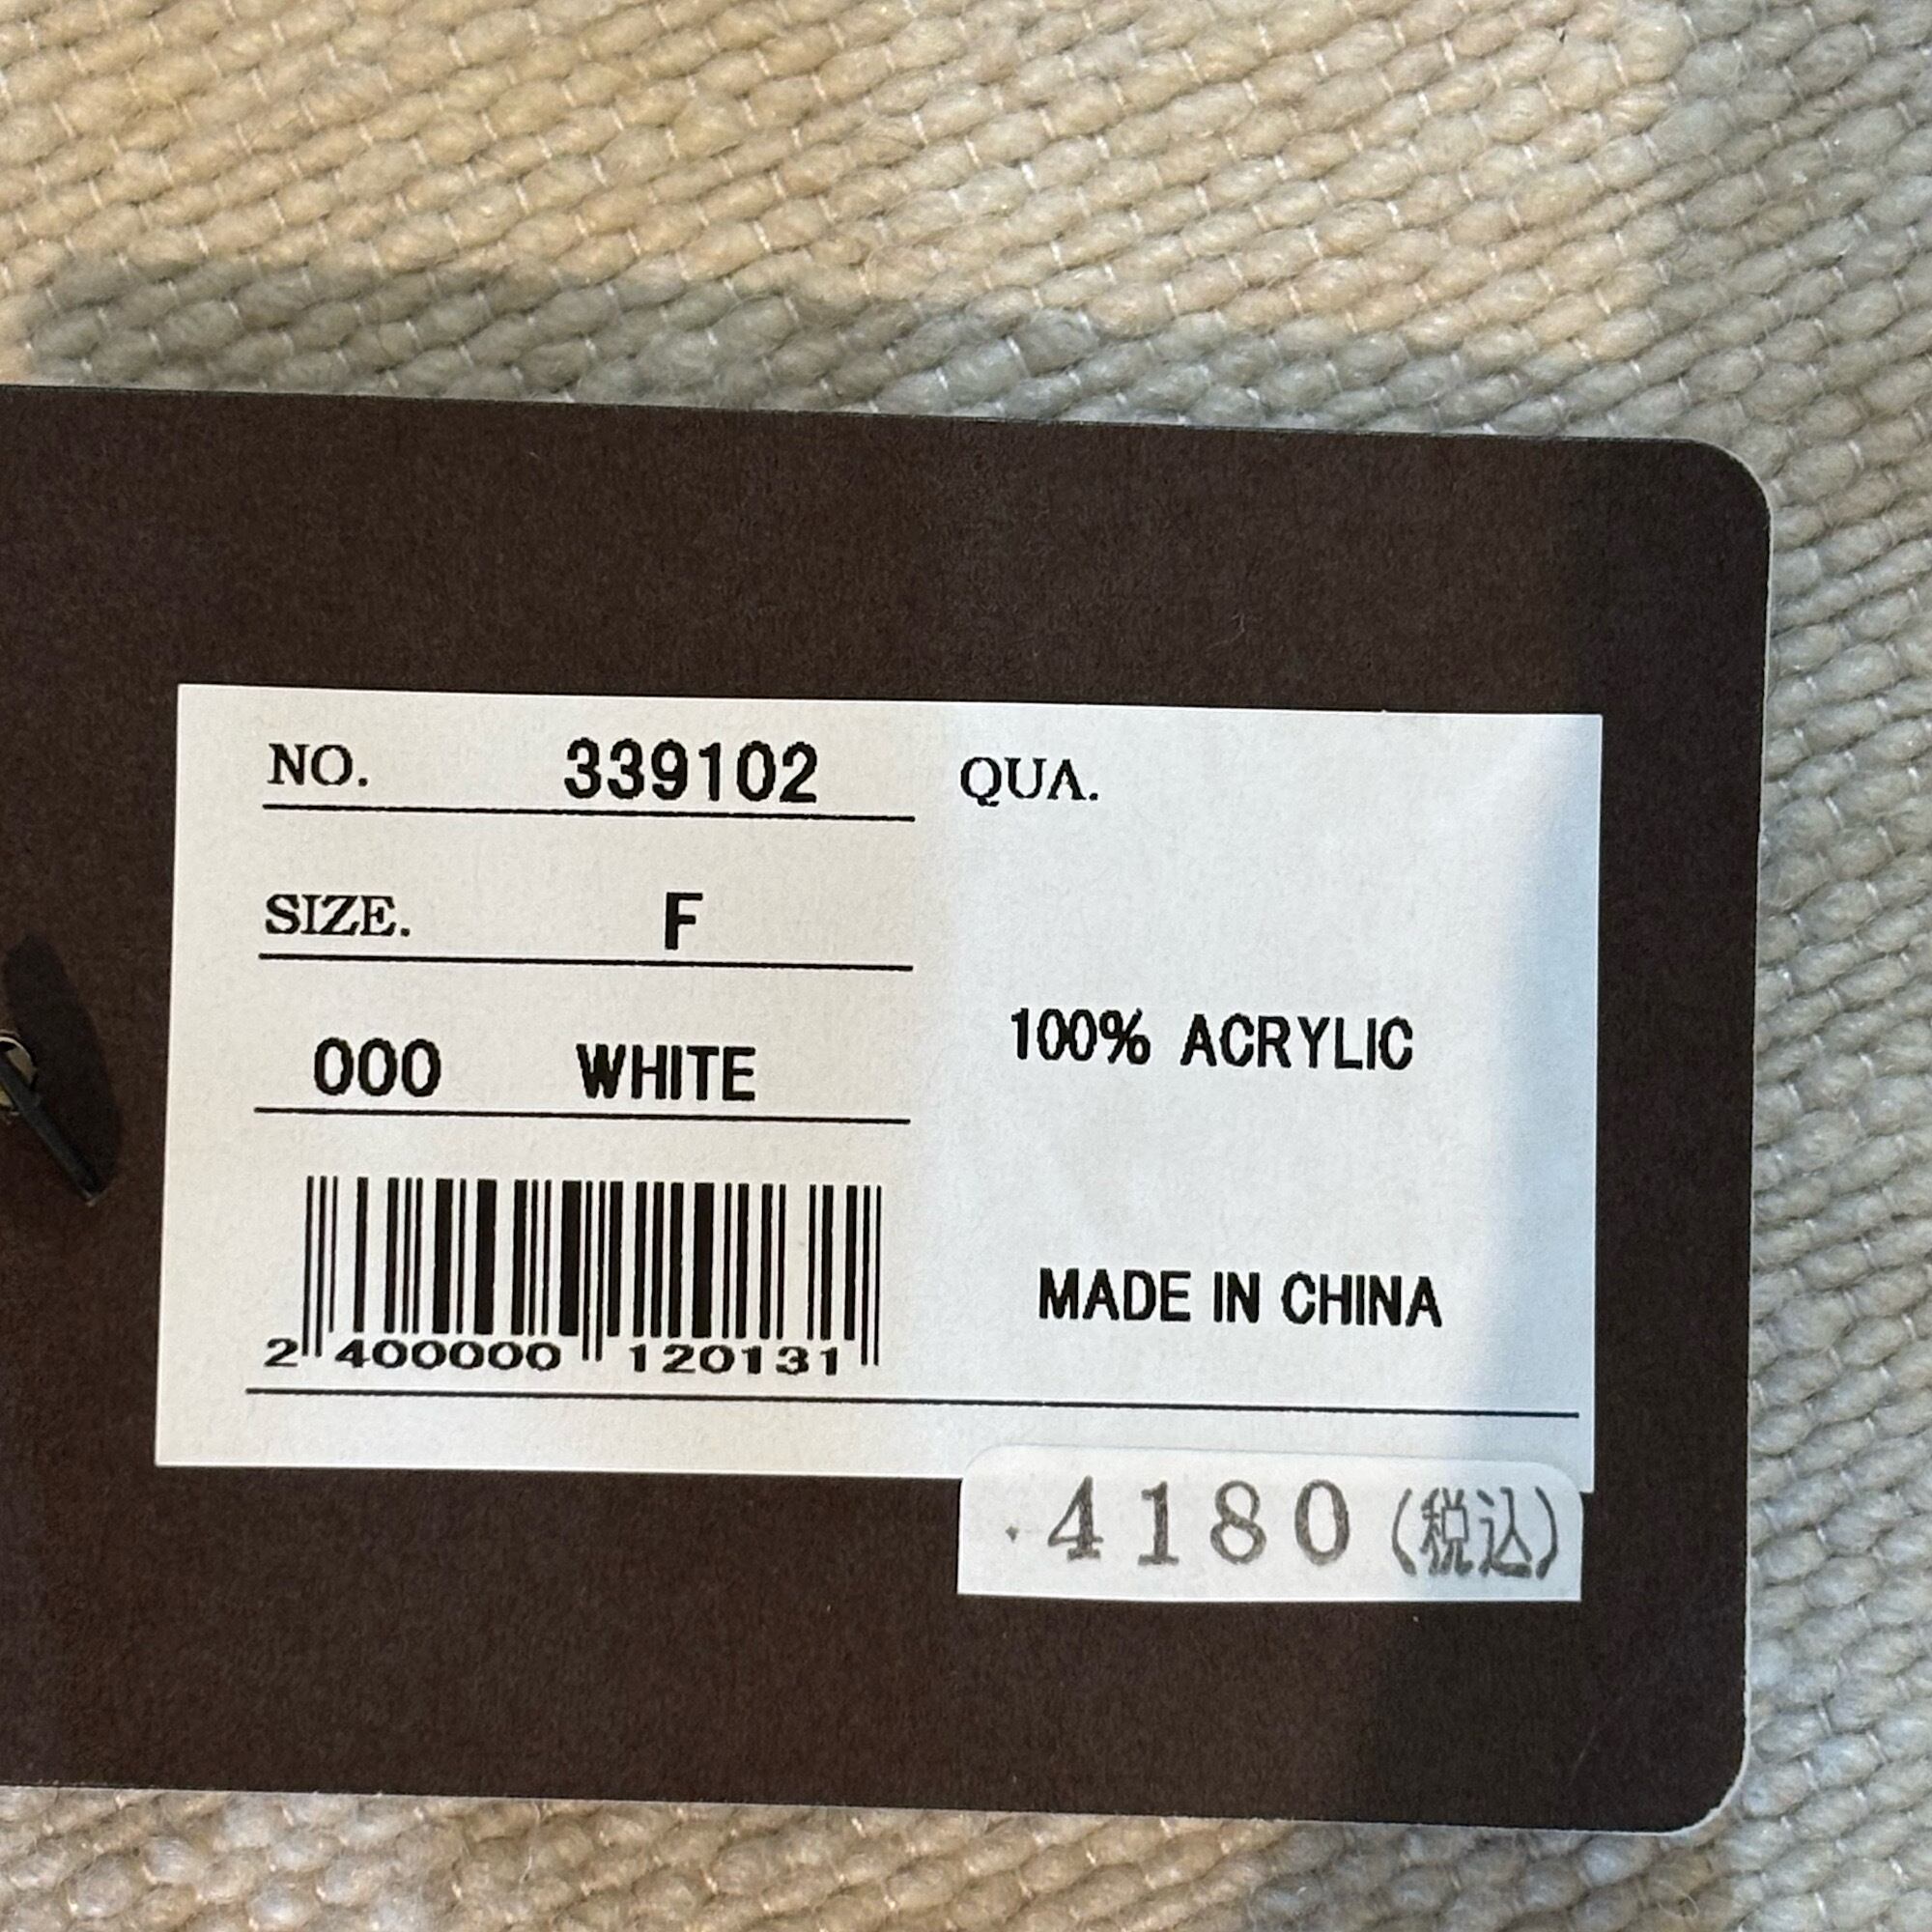 NO. 339102
SIZE. F
000 WHITE
2 400000 120131
QUA.
100% ACRYLIC
MADE IN CHINA
4180 (税込)